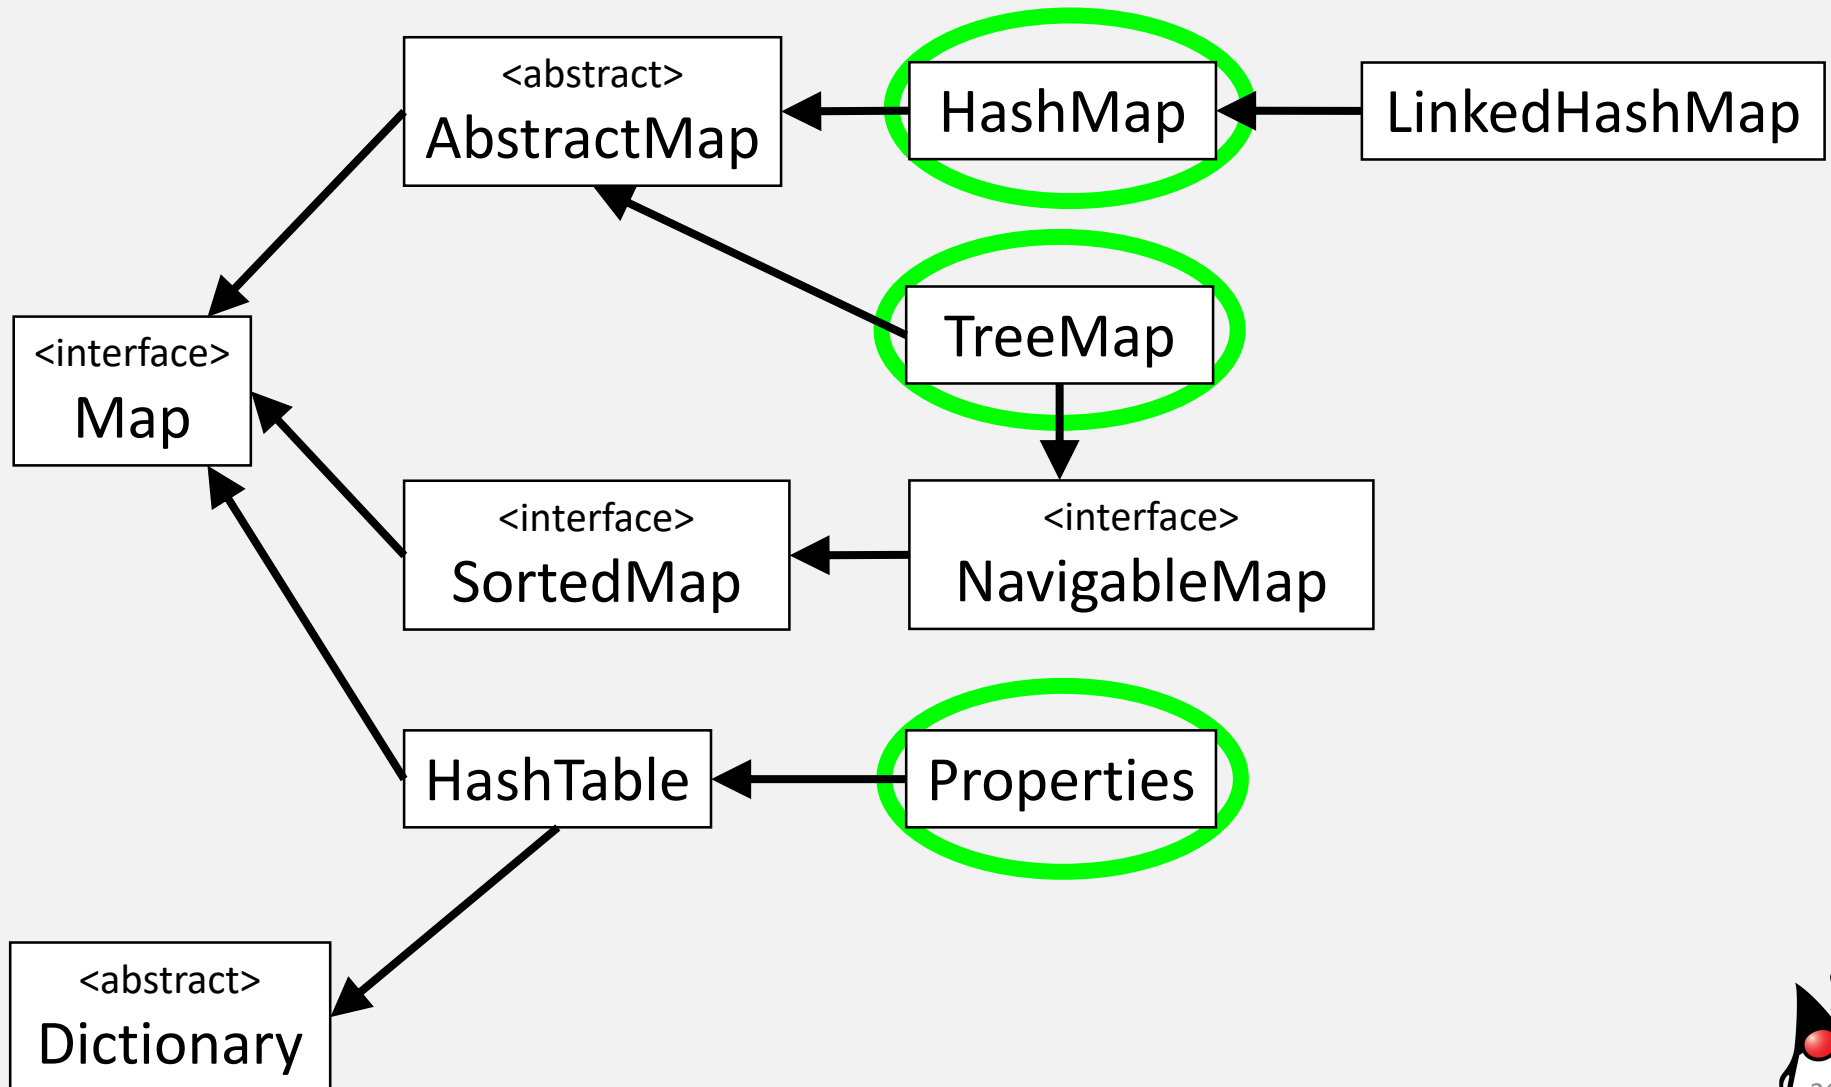 <abstract>
AbstractMap
HashMap
LinkedHashMap
TreeMap
<interface>
Map
<interface>
SortedMap
<interface>
NavigableMap
HashTable
Properties
<abstract>
Dictionary